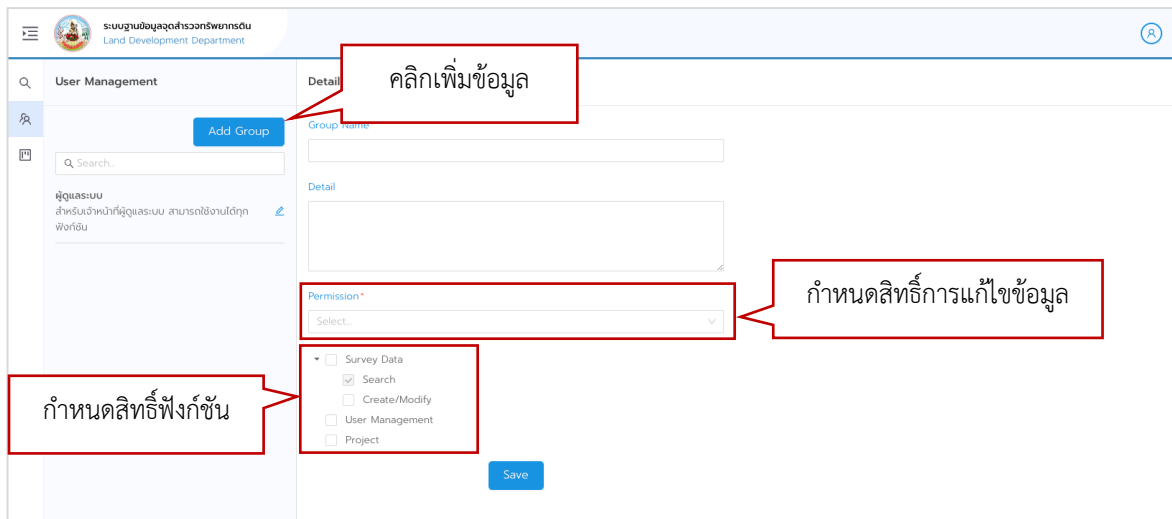 ระบบฐานข้อมูลจุดสำรวจทรัพยากรดิน
Land Development Department
คลิกเพิ่มข้อมูล
User Management
Detail
Add Group
Group Name
Search...
Detail
ผู้ดูแลระบบ
สำหรับเจ้าหน้าที่ผู้ดูแลระบบ สามารถใช้งานได้ทุก
ฟังก์ชัน
กำหนดสิทธิ์การแก้ไขข้อมูล
Permission*
Select...
Survey Data
Search
Create/Modify
กำหนดสิทธิ์ฟังก์ชัน
User Management
Project
Save